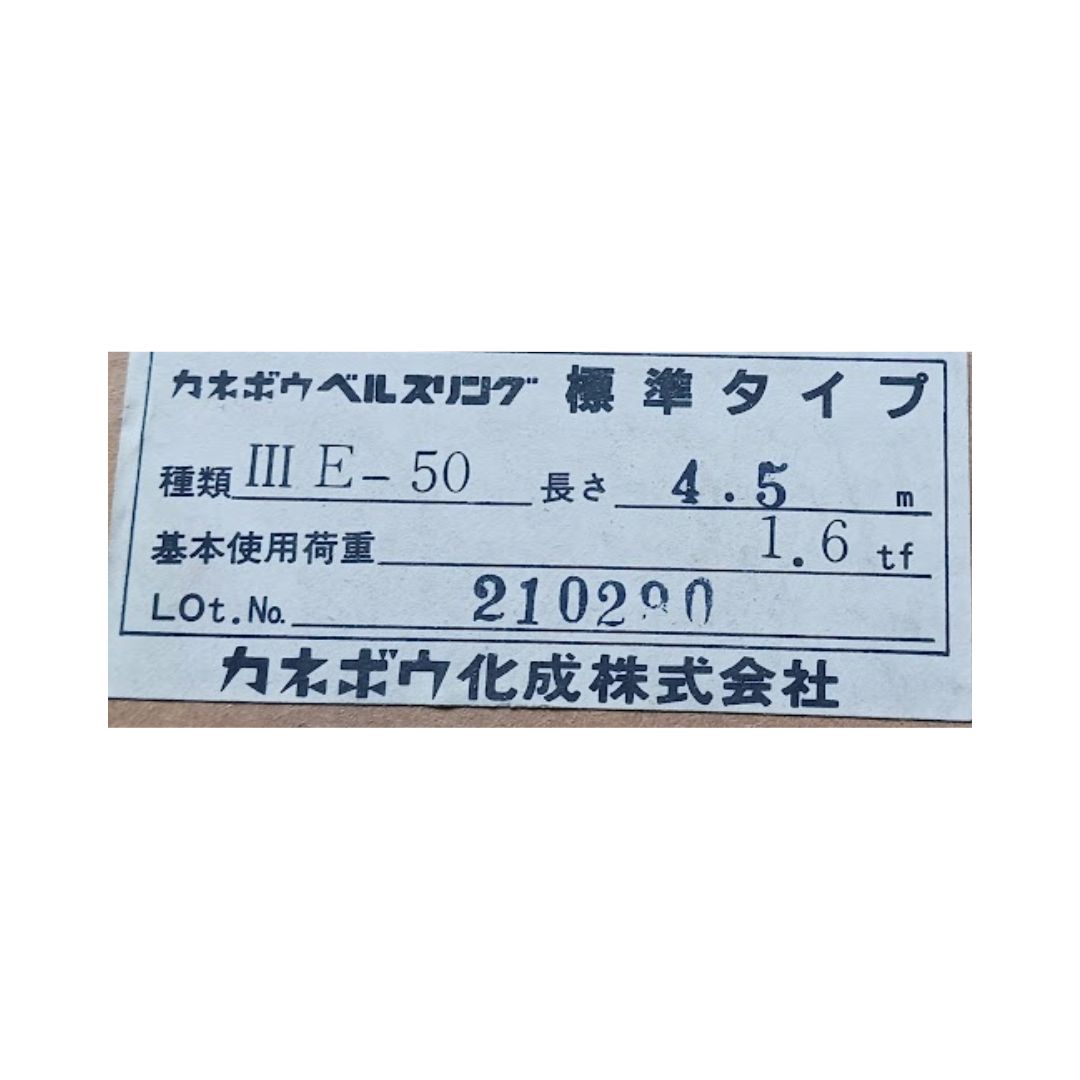 カネボウベルスリング 標準タイプ
種類 III E-50 長さ 4.5 m
基本使用荷重 1.6 tf
LOt.No. 210290
カネボウ化成株式会社